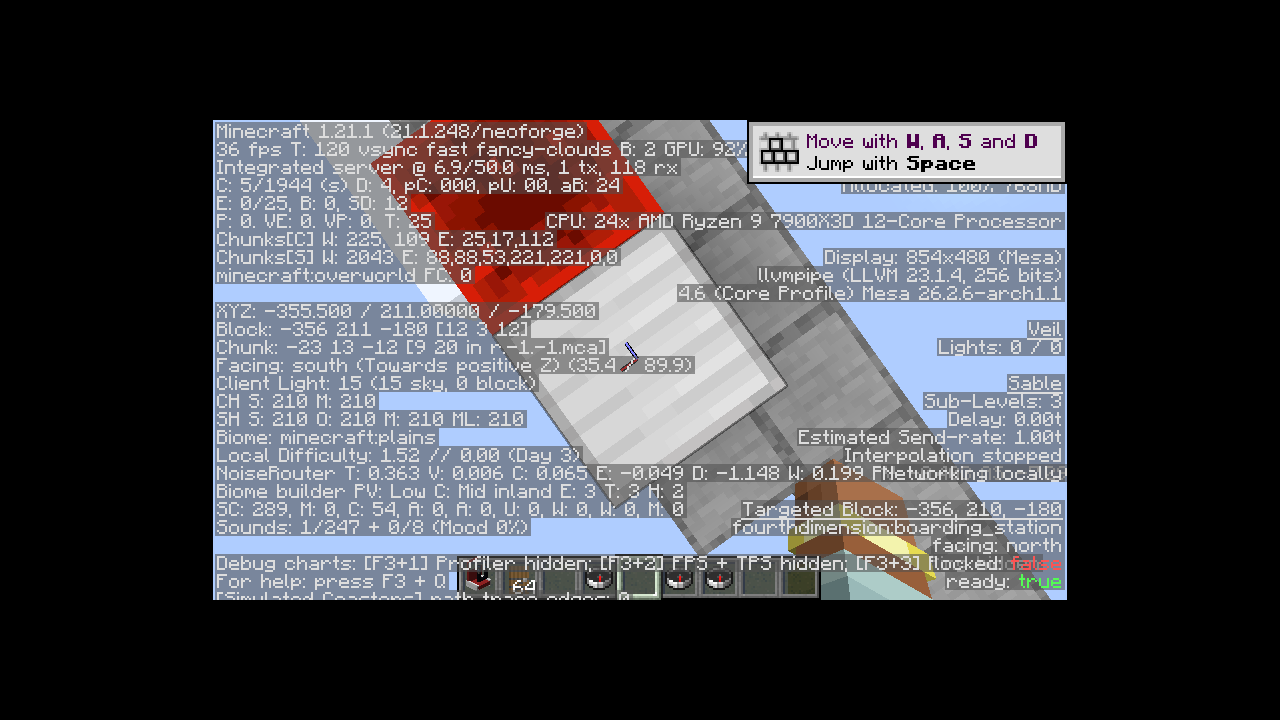 Minecraft 1.21.1 (21.1.248/neoforge)
36 fps T: 120 vsync fast fancy-clouds B: 2 GPU: 92%
Integrated server @ 6.9/50.0 ms, 1 tx, 118 rx
C: 5/1944 (s) D: 4, pC: 000, pU: 00, aB: 24
E: 0/25, B: 0, SD: 12
P: 0. VE: 0. VP: 0. T: 25
Chunks[C] W: 225, 109 E: 25,17,112
Chunks[S] W: 2043 E: 88,88,53,221,221,0,0
minecraft:overworld FC: 0
XYZ: -355.500 / 211.00000 / -179.500
Block: -356 211 -180 [12 3 12]
Chunk: -23 13 -12 [9 20 in r.-1.-1.mca]
Facing: south (Towards positive Z) (35.4 / 89.9)
Client Light: 15 (15 sky, 0 block)
CH S: 210 M: 210
SH S: 210 O: 210 M: 210 ML: 210
Biome: minecraft:plains
Local Difficulty: 1.52 // 0.00 (Day 3)
NoiseRouter T: 0.363 V: 0.006 C: 0.065 E: -0.049 D: -1.148 W: 0.199
Biome builder PV: Low C: Mid inland E: 3 T: 3 H: 2
SC: 289, M: 0, C: 54, A: 0, A: 0, U: 0, W: 0, W: 0, M: 0
Sounds: 1/247 + 0/8 (Mood 0%)
Debug charts: [F3+1] Profiler hidden; [F3+2] FPS + TPS hidden; [F3+3]
For help: press F3 + Q
Move with W, A, S and D
Jump with Space
Allocated: 100% 768MB
CPU: 24x AMD Ryzen 9 7900X3D 12-Core Processor
Display: 854x480 (Mesa)
llvmpipe (LLVM 23.1.4, 256 bits)
4.6 (Core Profile) Mesa 26.2.6-arch1.1
Veil
Lights: 0 / 0
Sable
Sub-Levels: 3
Delay: 0.00t
Estimated Send-rate: 1.00t
Interpolation stopped
Networking locally
Targeted Block: -356, 210, -180
fourthdimension:boarding_station
facing: north
false
ready: true
64